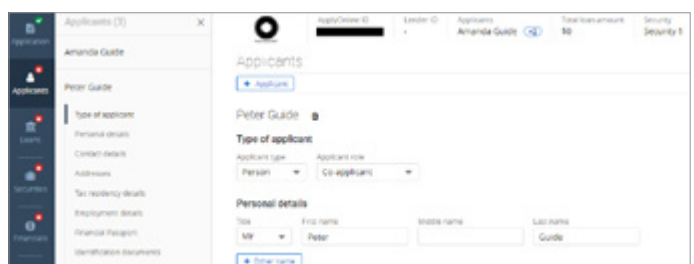 Application
Applicants
Loans
Securities
Financials
Applicants (3)
Amanda Guide
Peter Guide
Type of applicant
Personal details
Contact details
Addresses
Tax residency details
Employment details
Financial Passport
Identification documents
ApplyOnline ID
Lender ID
-
Applicants
Amanda Guide +2
Total loan amount
$0
Security
Security 1
Applicants
+ Applicant
Peter Guide
Type of applicant
Applicant type
Applicant role
Person
Co-applicant
Personal details
Title
First name
Middle name
Last name
Mr
Peter
Guide
+ Other name